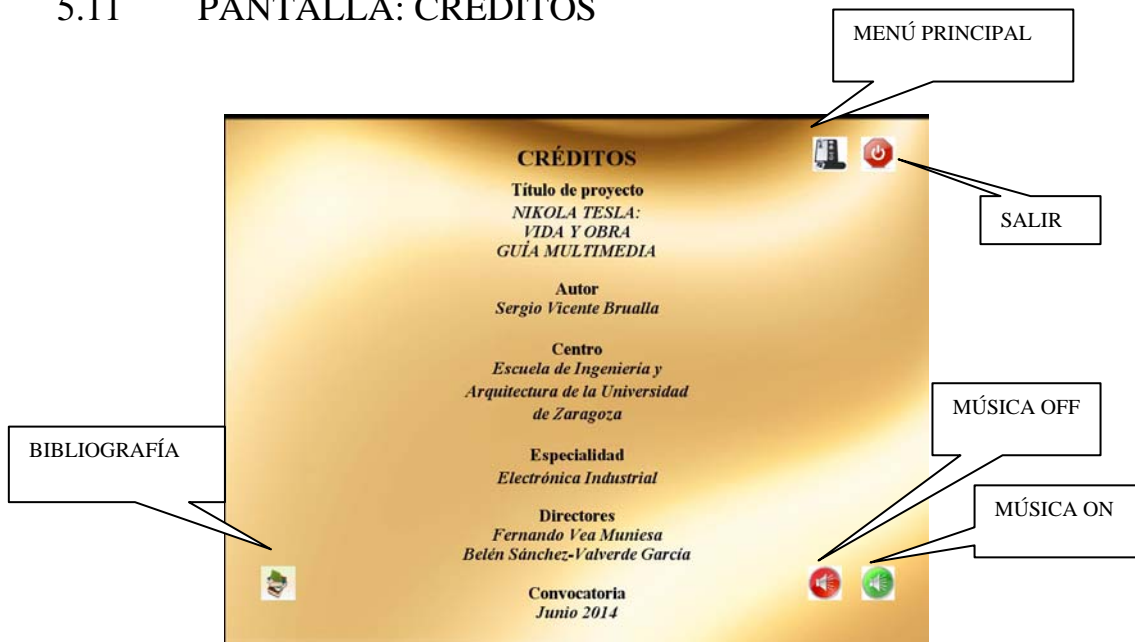 5.11 PANTALLA: CRÉDITOS
MENÚ PRINCIPAL
CRÉDITOS
Título de proyecto
NIKOLA TESLA:
VIDA Y OBRA
GUÍA MULTIMEDIA
SALIR
Autor
Sergio Vicente Brualla
Centro
Escuela de Ingeniería y
Arquitectura de la Universidad
de Zaragoza
MÚSICA OFF
BIBLIOGRAFÍA
Especialidad
Electrónica Industrial
MÚSICA ON
Directores
Fernando Vea Muniesa
Belén Sánchez-Valverde García
Convocatoria
Junio 2014